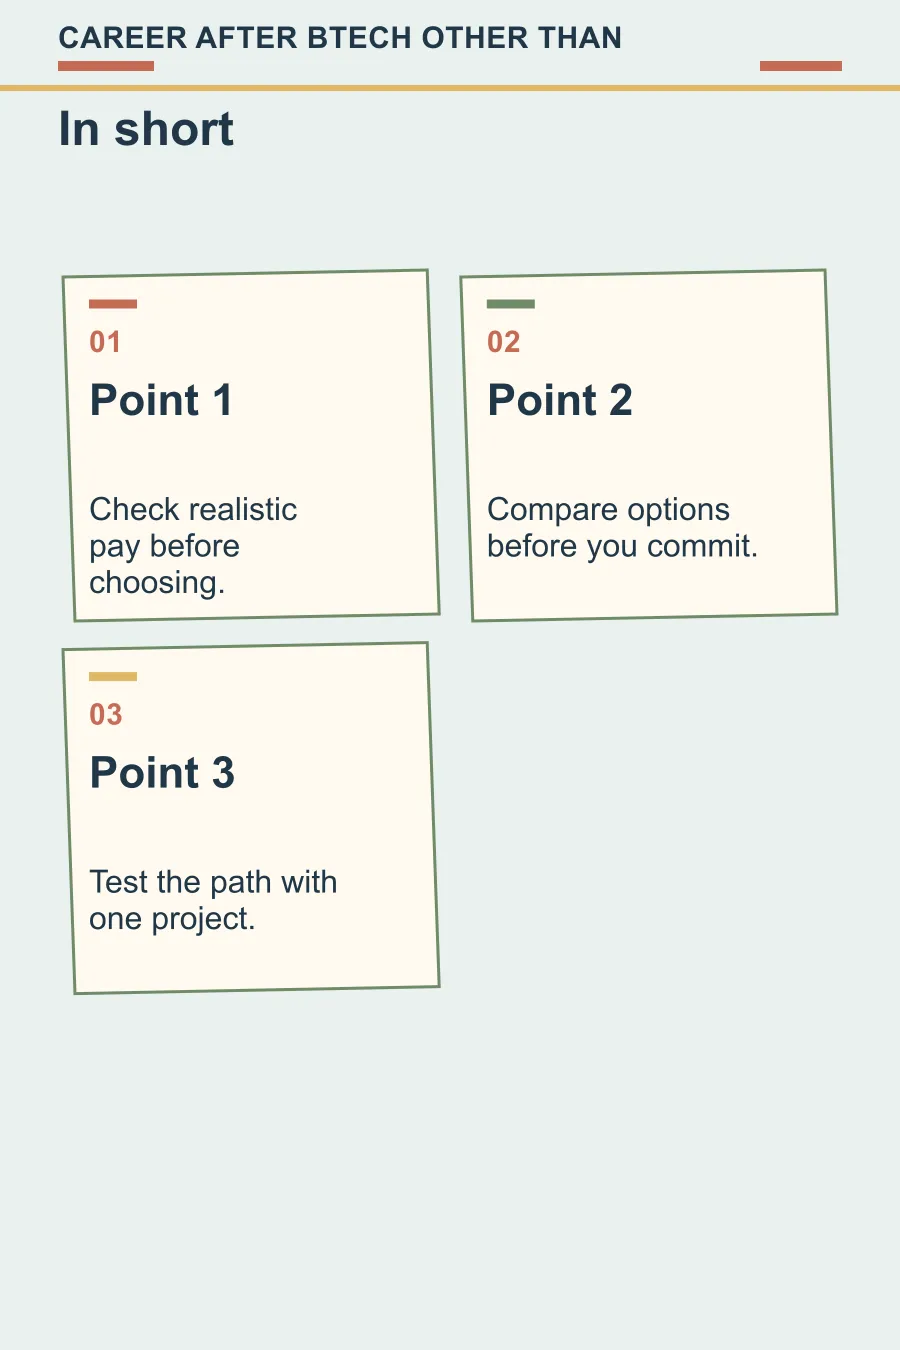 CAREER AFTER BTECH OTHER THAN
In short
01
Point 1
Check realistic
pay before
choosing.
02
Point 2
Compare options
before you commit.
03
Point 3
Test the path with
one project.